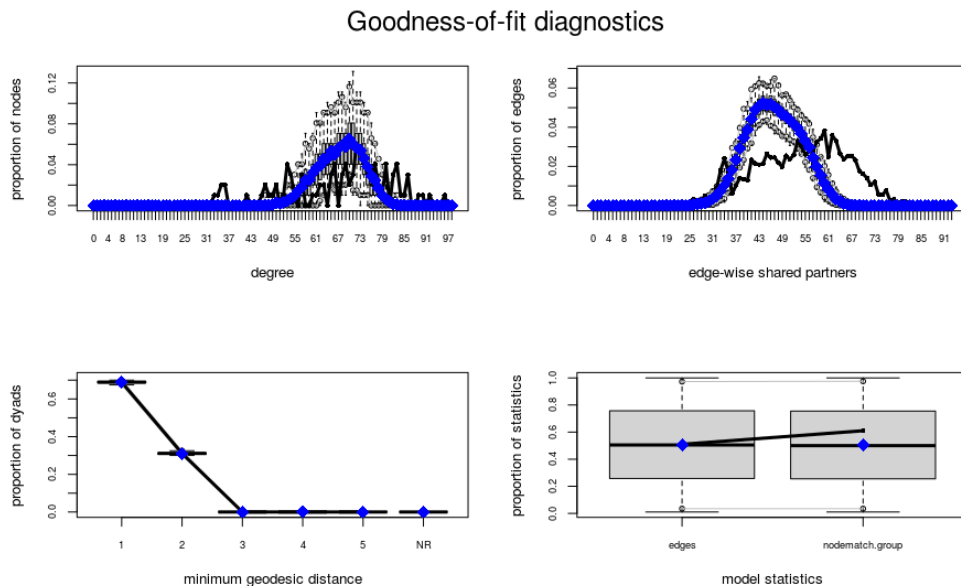 Goodness-of-fit diagnostics
proportion of nodes
0.00 0.04 0.08 0.12
0 4 8 13 19 25 31 37 43 49 55 61 67 73 79 85 91 97
degree
proportion of edges
0.00 0.02 0.04 0.06
0 4 8 13 19 25 31 37 43 49 55 61 67 73 79 85 91
edge-wise shared partners
proportion of dyads
0.0 0.2 0.4 0.6
1 2 3 4 5 NR
minimum geodesic distance
proportion of statistics
0.0 0.2 0.4 0.6 0.8 1.0
edges nodematch.group
model statistics